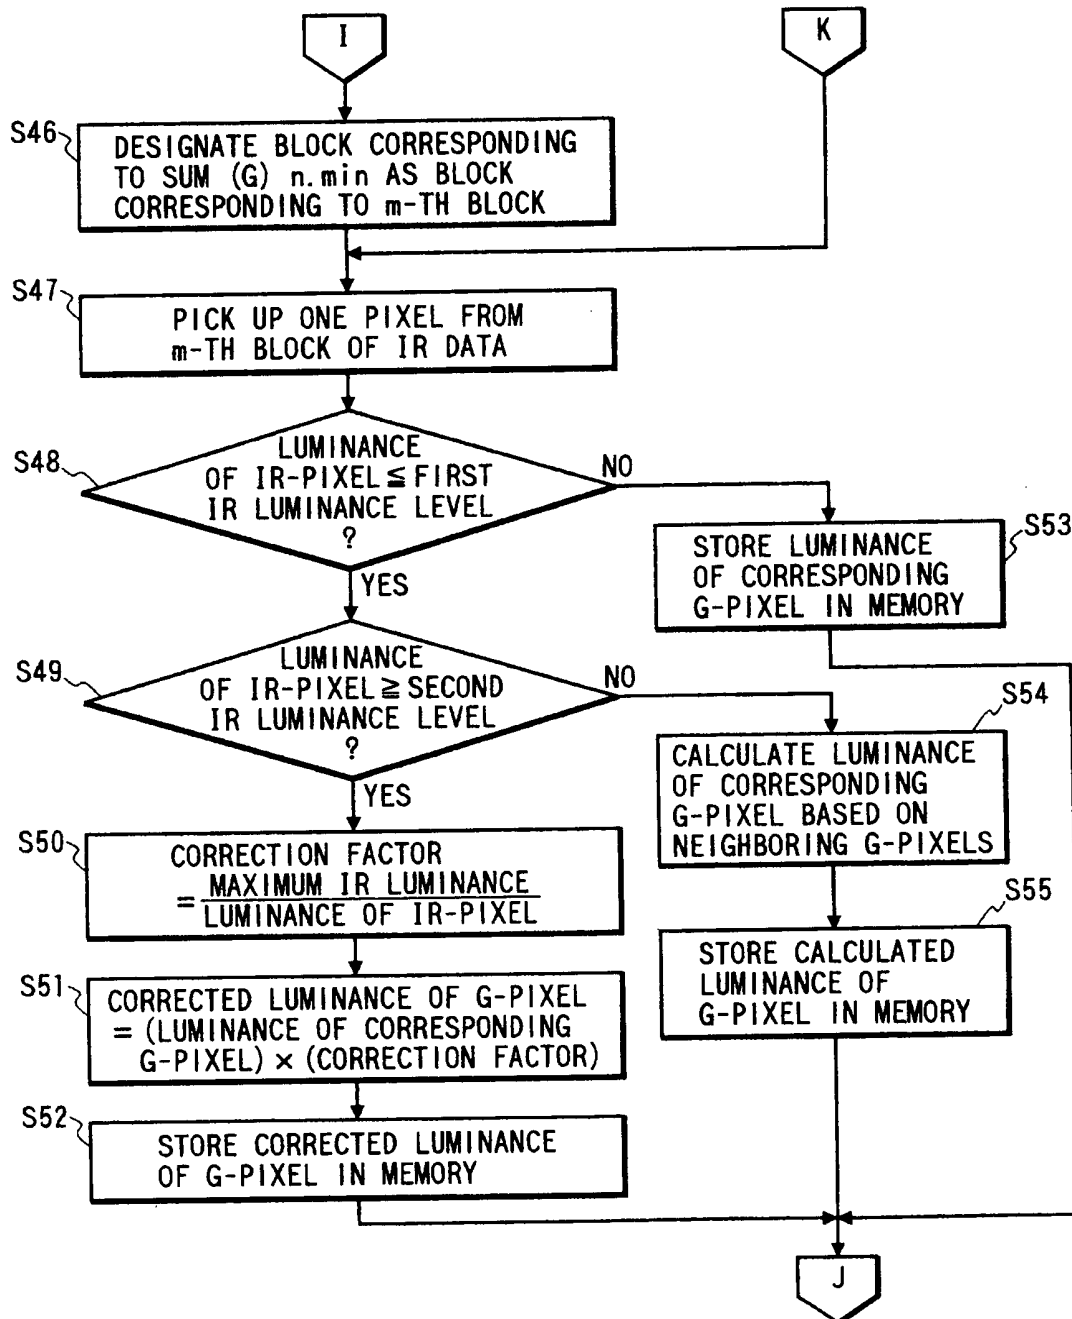 I
K
S46
DESIGNATE BLOCK CORRESPONDING
TO SUM (G) n.min AS BLOCK
CORRESPONDING TO m-TH BLOCK
S47
PICK UP ONE PIXEL FROM
m-TH BLOCK OF IR DATA
S48
LUMINANCE
OF IR-PIXEL ≦ FIRST
IR LUMINANCE LEVEL
?
NO
YES
S53
STORE LUMINANCE
OF CORRESPONDING
G-PIXEL IN MEMORY
S49
LUMINANCE
OF IR-PIXEL ≧ SECOND
IR LUMINANCE LEVEL
?
NO
YES
S54
CALCULATE LUMINANCE
OF CORRESPONDING
G-PIXEL BASED ON
NEIGHBORING G-PIXELS
S50
CORRECTION FACTOR
= MAXIMUM IR LUMINANCE
LUMINANCE OF IR-PIXEL
S55
STORE CALCULATED
LUMINANCE OF
G-PIXEL IN MEMORY
S51
CORRECTED LUMINANCE OF G-PIXEL
= (LUMINANCE OF CORRESPONDING
G-PIXEL) × (CORRECTION FACTOR)
S52
STORE CORRECTED LUMINANCE
OF G-PIXEL IN MEMORY
J